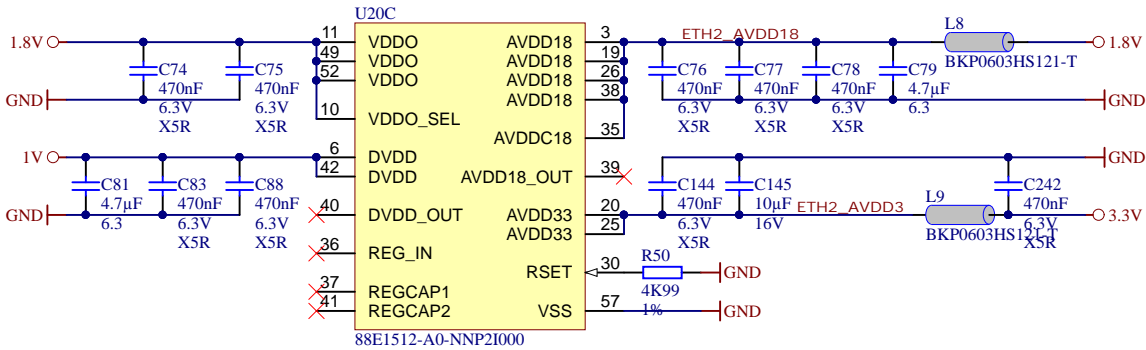 U20C
1.8V
11
VDDO
49
VDDO
52
VDDO
10
VDDO_SEL
C74
470nF
6.3V
X5R
C75
470nF
6.3V
X5R
GND
1V
6
DVDD
42
DVDD
C81
4.7µF
6.3
C83
470nF
6.3V
X5R
C88
470nF
6.3V
X5R
GND
40
DVDD_OUT
36
REG_IN
37
REGCAP1
41
REGCAP2
AVDD18
3
AVDD18
19
AVDD18
26
AVDD18
38
AVDDC18
35
AVDD18_OUT
39
AVDD33
20
AVDD33
25
RSET
30
VSS
57
88E1512-A0-NNP2I000
ETH2_AVDD18
L8
BKP0603HS121-T
1.8V
C76
470nF
6.3V
X5R
C77
470nF
6.3V
X5R
C78
470nF
6.3V
X5R
C79
4.7µF
6.3
GND
GND
C144
470nF
6.3V
X5R
C145
10µF
16V
ETH2_AVDD3
L9
BKP0603HS121-T
C242
470nF
6.3V
X5R
3.3V
R50
4K99
1%
GND
GND